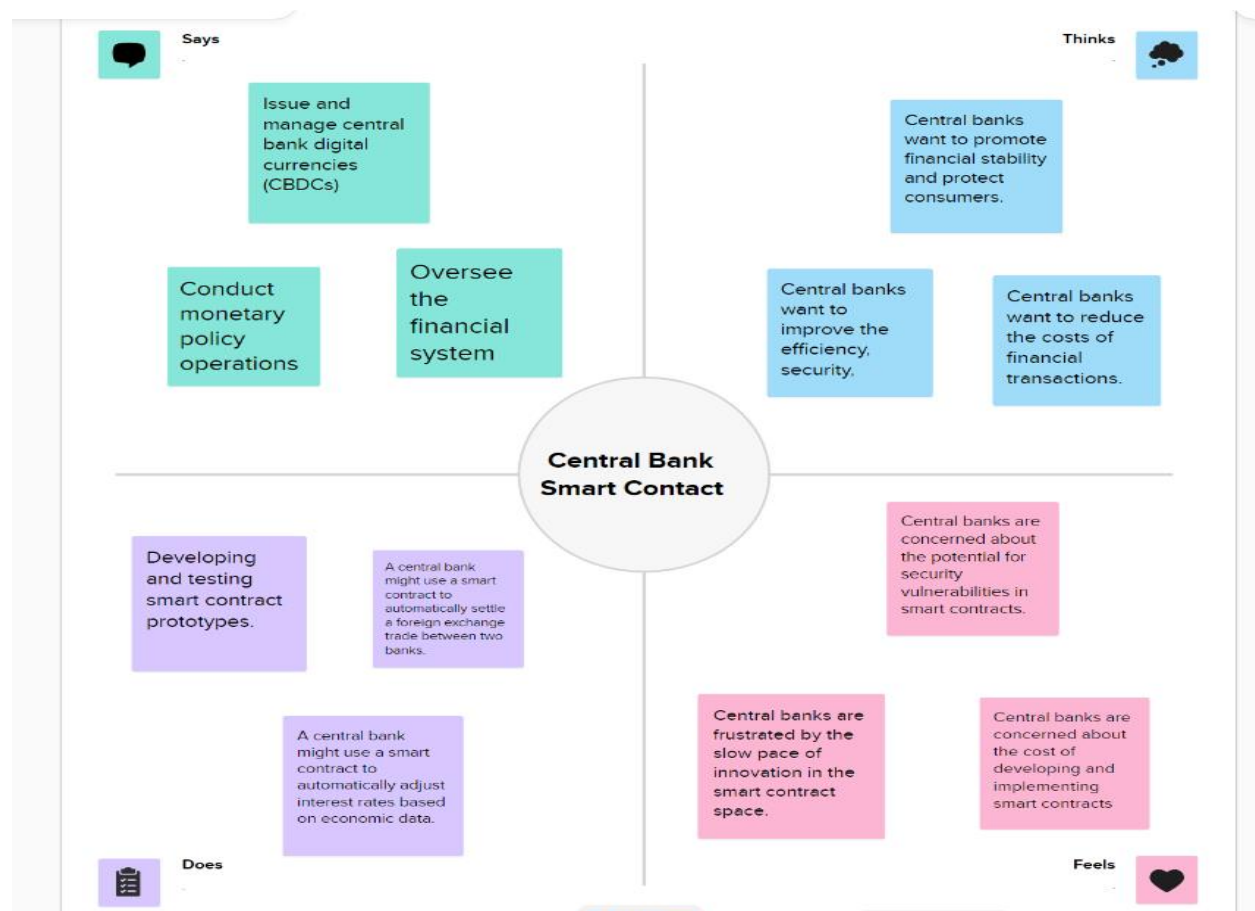 Says
Issue and
manage central
bank digital
currencies
(CBDCs)
Conduct
monetary
policy
operations
Oversee
the
financial
system
Thinks
Central banks
want to promote
financial stability
and protect
consumers.
Central banks
want to
improve the
efficiency,
security,
Central banks
want to reduce
the costs of
financial
transactions.
Central Bank
Smart Contact
Developing
and testing
smart contract
prototypes.
A central bank
might use a smart
contract to
automatically settle
a foreign exchange
trade between two
banks.
A central bank
might use a smart
contract to
automatically adjust
interest rates based
on economic data.
Does
Central banks are
concerned about
the potential for
security
vulnerabilities in
smart contracts.
Central banks are
frustrated by the
slow pace of
innovation in the
smart contract
space.
Central banks are
concerned about
the cost of
developing and
implementing
smart contracts
Feels